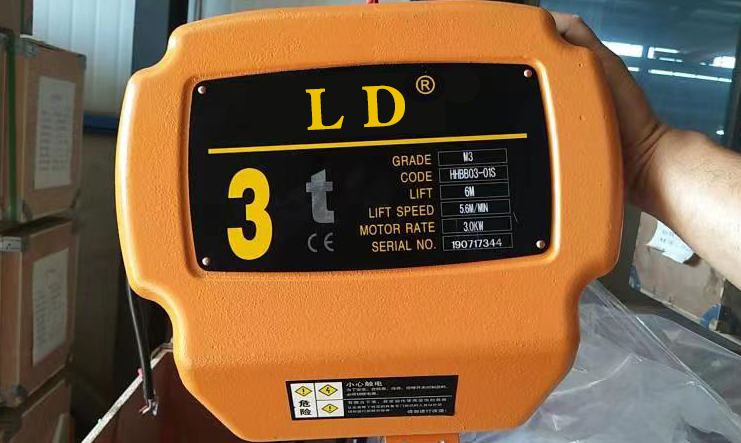 LD®
3t
CE
GRADE M3
CODE HHBB03-01S
LIFT 6M
LIFT SPEED 5.6M/MIN
MOTOR RATE 3.0KW
SERIAL NO. 190717344
小心触电
危险